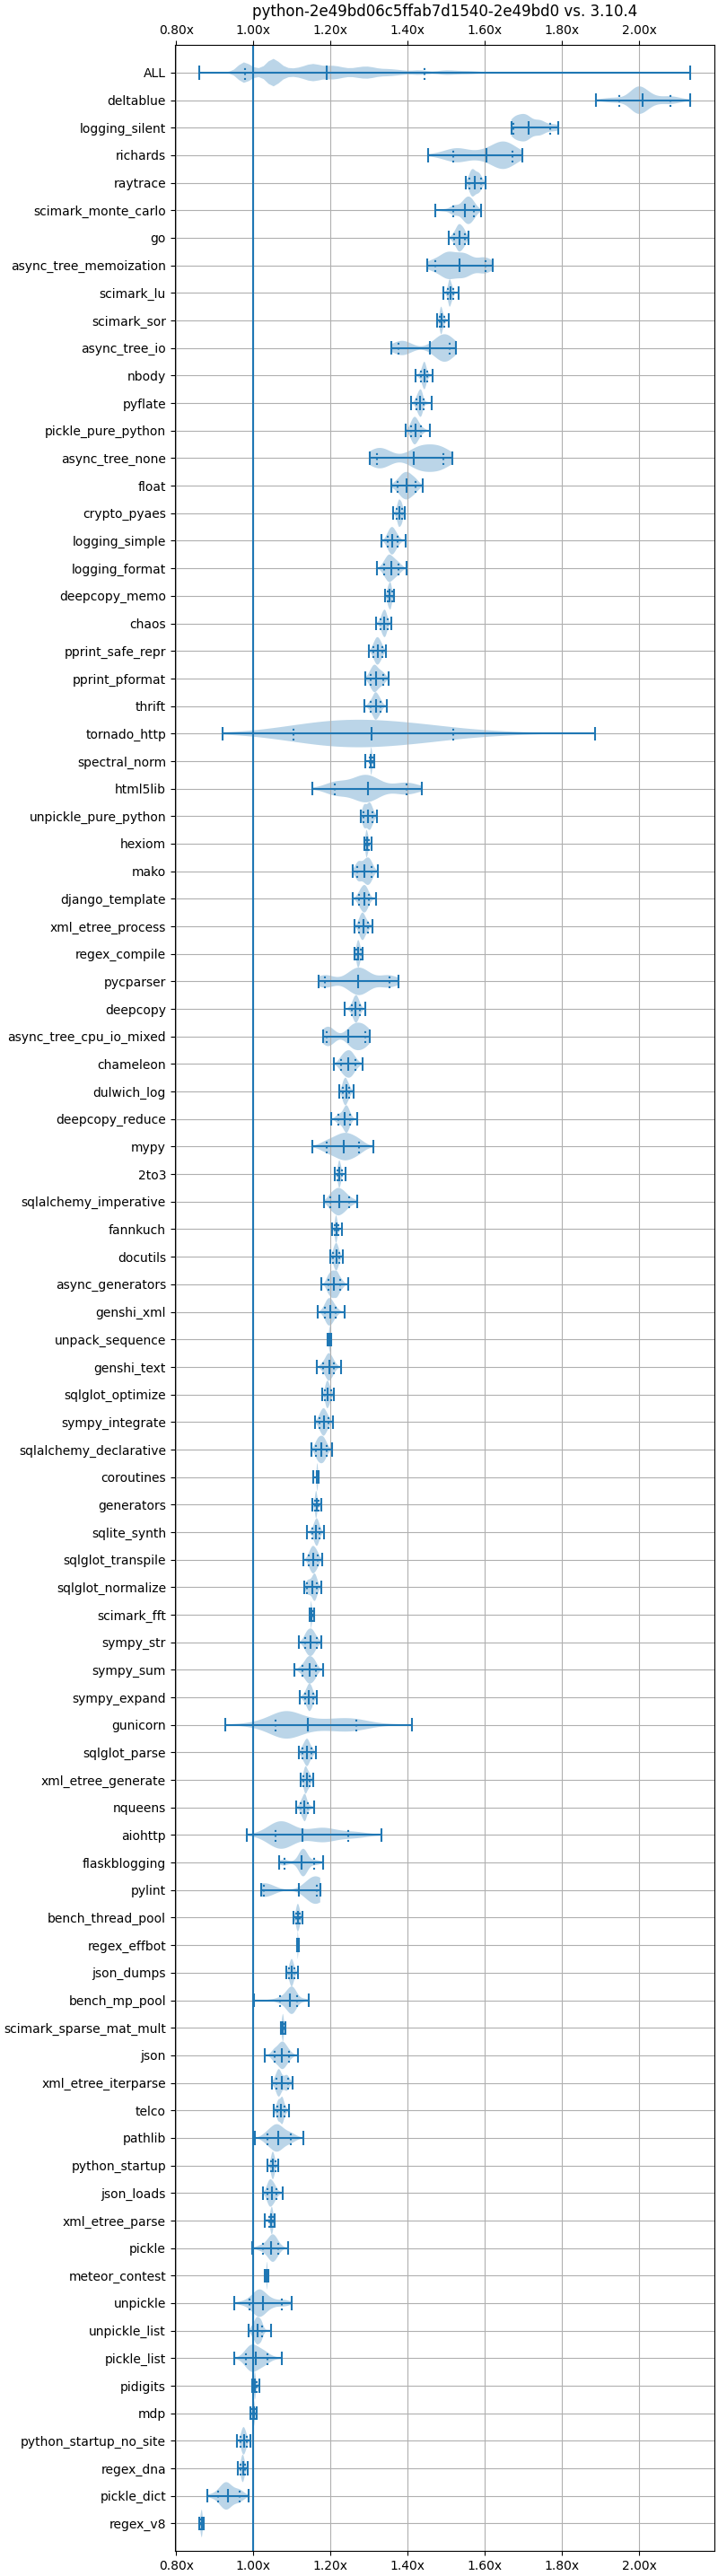 python-2e49bd06c5ffab7d1540-2e49bd0 vs. 3.10.4
0.80x 1.00x 1.20x 1.40x 1.60x 1.80x 2.00x
ALL
deltablue
logging_silent
richards
raytrace
scimark_monte_carlo
go
async_tree_memoization
scimark_lu
scimark_sor
async_tree_io
nbody
pyflate
pickle_pure_python
async_tree_none
float
crypto_pyaes
logging_simple
logging_format
deepcopy_memo
chaos
pprint_safe_repr
pprint_pformat
thrift
tornado_http
spectral_norm
html5lib
unpickle_pure_python
hexiom
mako
django_template
xml_etree_process
regex_compile
pycparser
deepcopy
async_tree_cpu_io_mixed
chameleon
dulwich_log
deepcopy_reduce
mypy
2to3
sqlalchemy_imperative
fannkuch
docutils
async_generators
genshi_xml
unpack_sequence
genshi_text
sqlglot_optimize
sympy_integrate
sqlalchemy_declarative
coroutines
generators
sqlite_synth
sqlglot_transpile
sqlglot_normalize
scimark_fft
sympy_str
sympy_sum
sympy_expand
gunicorn
sqlglot_parse
xml_etree_generate
nqueens
aiohttp
flaskblogging
pylint
bench_thread_pool
regex_effbot
json_dumps
bench_mp_pool
scimark_sparse_mat_mult
json
xml_etree_iterparse
telco
pathlib
python_startup
json_loads
xml_etree_parse
pickle
meteor_contest
unpickle
unpickle_list
pickle_list
pidigits
mdp
python_startup_no_site
regex_dna
pickle_dict
regex_v8
0.80x 1.00x 1.20x 1.40x 1.60x 1.80x 2.00x